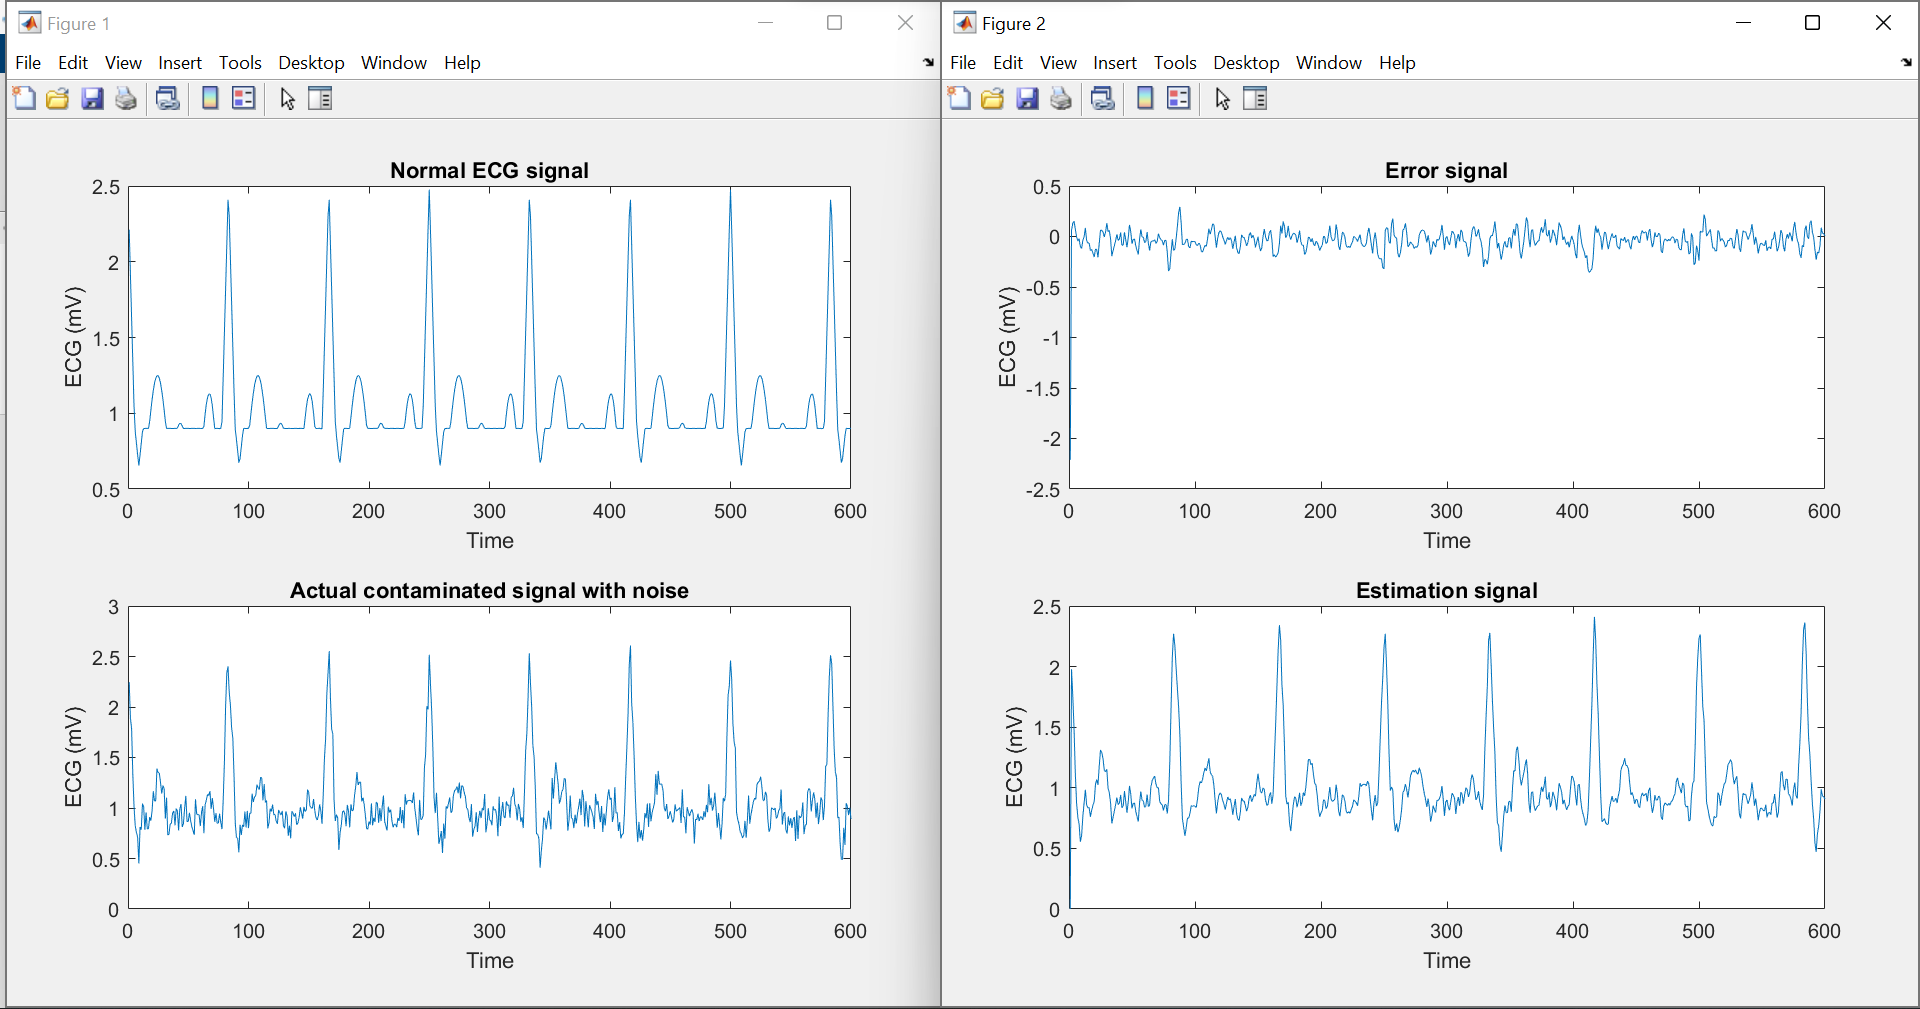 Figure 1
File Edit View Insert Tools Desktop Window Help
Normal ECG signal
ECG (mV)
2.5
2
1.5
1
0.5
0 100 200 300 400 500 600
Time
Actual contaminated signal with noise
ECG (mV)
3
2.5
2
1.5
1
0.5
0
0 100 200 300 400 500 600
Time
Figure 2
File Edit View Insert Tools Desktop Window Help
Error signal
ECG (mV)
0.5
0
-0.5
-1
-1.5
-2
-2.5
0 100 200 300 400 500 600
Time
Estimation signal
ECG (mV)
2.5
2
1.5
1
0.5
0
0 100 200 300 400 500 600
Time